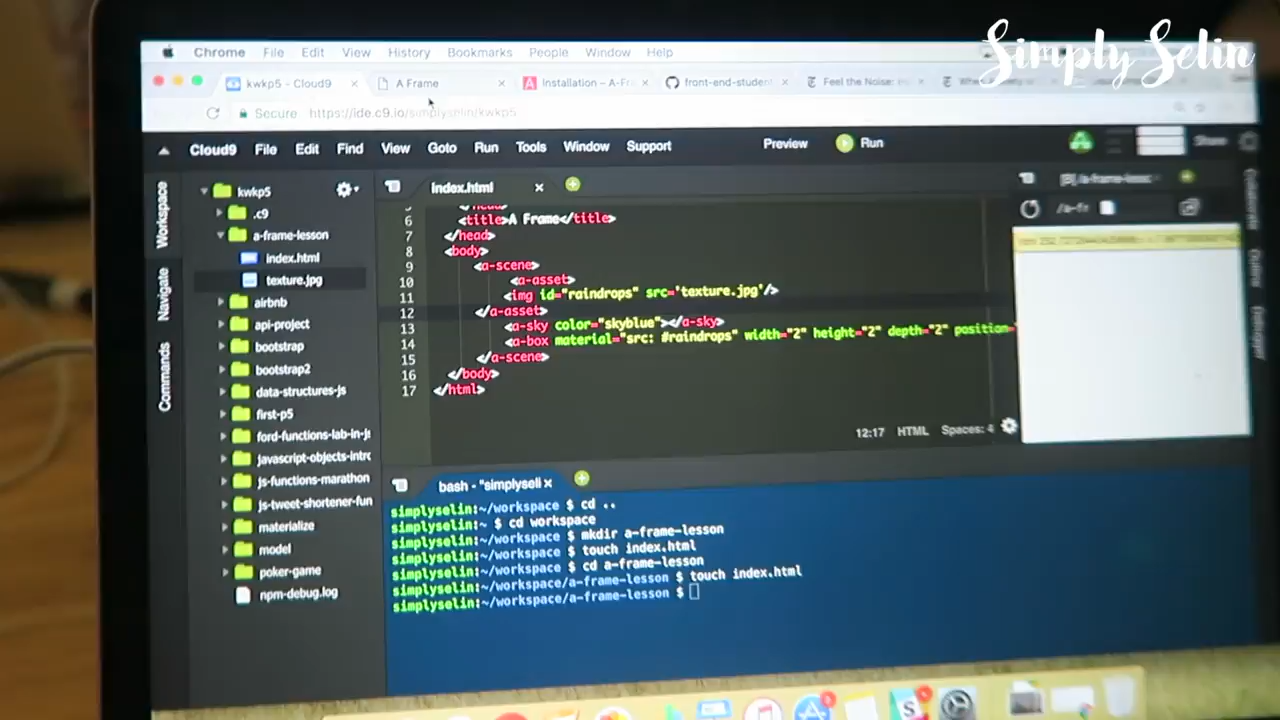 Simply Selin
Chrome File Edit View History Bookmarks People Window Help
kwkp5 - Cloud9 A Frame Installation – A-Fr front-end-student Feel the Noise:
Secure https://ide.c9.io/simplyselin/kwkp5
Cloud9 File Edit Find View Goto Run Tools Window Support Preview Run Share
Workspace
Navigate
Commands
kwkp5
.c9
a-frame-lesson
index.html
texture.jpg
airbnb
api-project
bootstrap
bootstrap2
data-structures-js
first-p5
ford-functions-lab-in-js
javascript-objects-intro
js-functions-marathon
js-tweet-shortener-fun
materialize
model
poker-game
npm-debug.log
index.html
6 <title>A Frame</title>
7 </head>
8 <body>
9 <a-scene>
10 <a-asset>
11 <img id="raindrops" src='texture.jpg'/>
12 </a-asset>
13 <a-sky color="skyblue"></a-sky>
14 <a-box material="src: #raindrops" width="2" height="2" depth="2" position=
15 </a-scene>
16 </body>
17 </html>
12:17 HTML Spaces: 4
[B] /a-frame-less
/a-fr
Collaborate
Outline
Debugger
bash - "simplyseli
simplyselin:~/workspace $ cd ..
simplyselin:~ $ cd workspace
simplyselin:~/workspace $ mkdir a-frame-lesson
simplyselin:~/workspace $ touch index.html
simplyselin:~/workspace $ cd a-frame-lesson
simplyselin:~/workspace/a-frame-lesson $ touch index.html
simplyselin:~/workspace/a-frame-lesson $